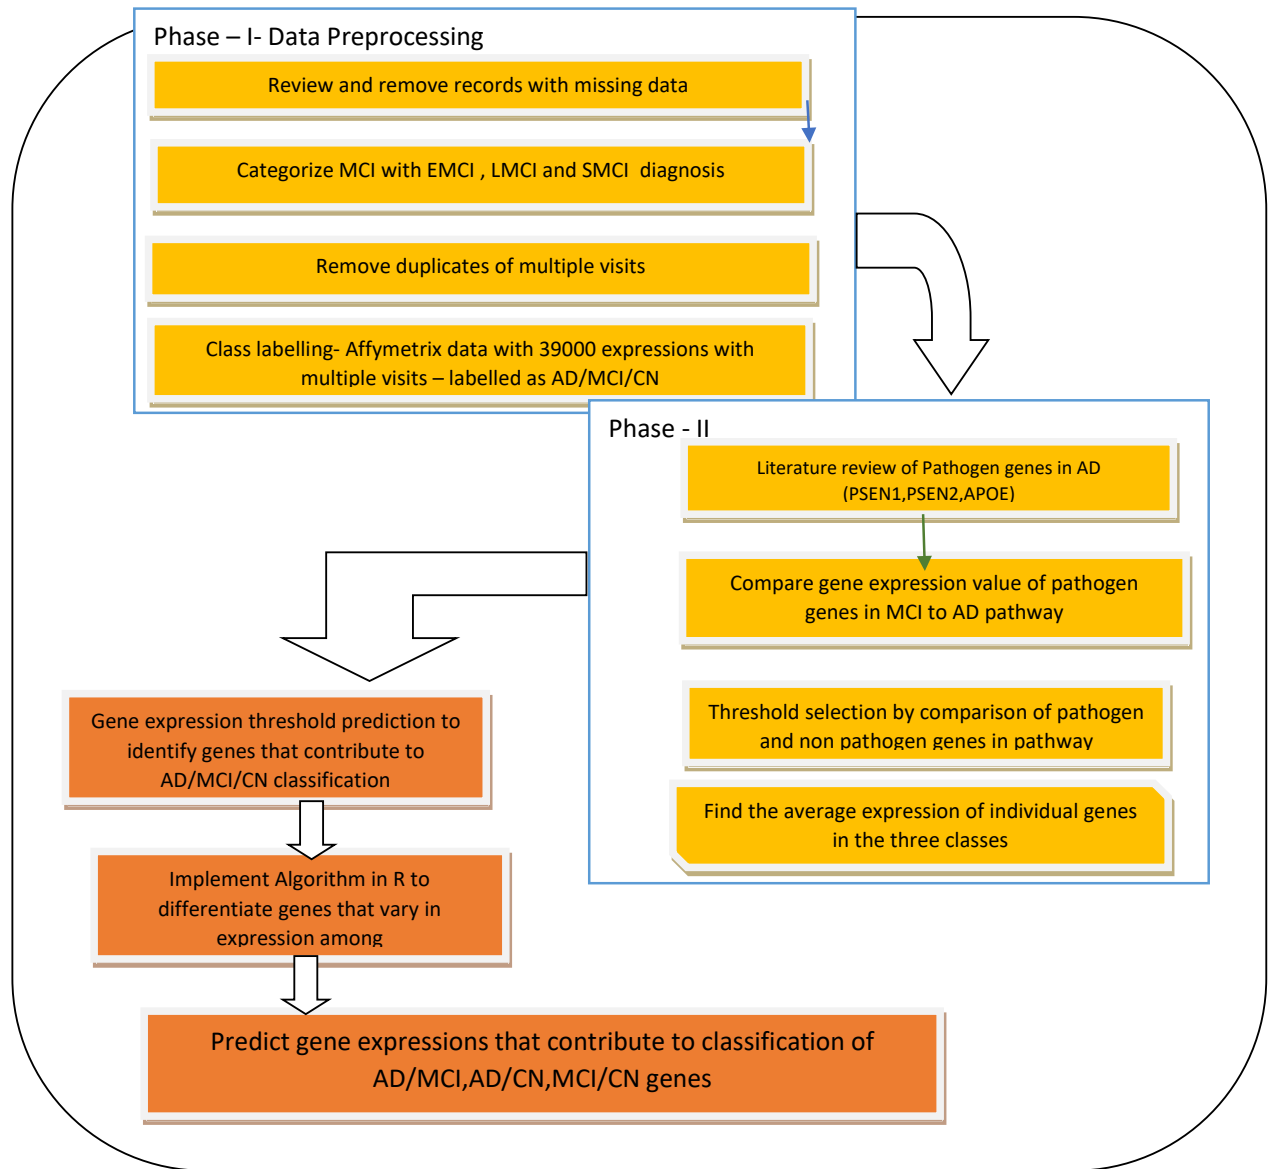 Phase – I- Data Preprocessing
Review and remove records with missing data
Categorize MCI with EMCI , LMCI and SMCI diagnosis
Remove duplicates of multiple visits
Class labelling- Affymetrix data with 39000 expressions with
multiple visits – labelled as AD/MCI/CN
Phase - II
Literature review of Pathogen genes in AD
(PSEN1,PSEN2,APOE)
Compare gene expression value of pathogen
genes in MCI to AD pathway
Threshold selection by comparison of pathogen
and non pathogen genes in pathway
Find the average expression of individual genes
in the three classes
Gene expression threshold prediction to
identify genes that contribute to
AD/MCI/CN classification
Implement Algorithm in R to
differentiate genes that vary in
expression among
Predict gene expressions that contribute to classification of
AD/MCI,AD/CN,MCI/CN genes